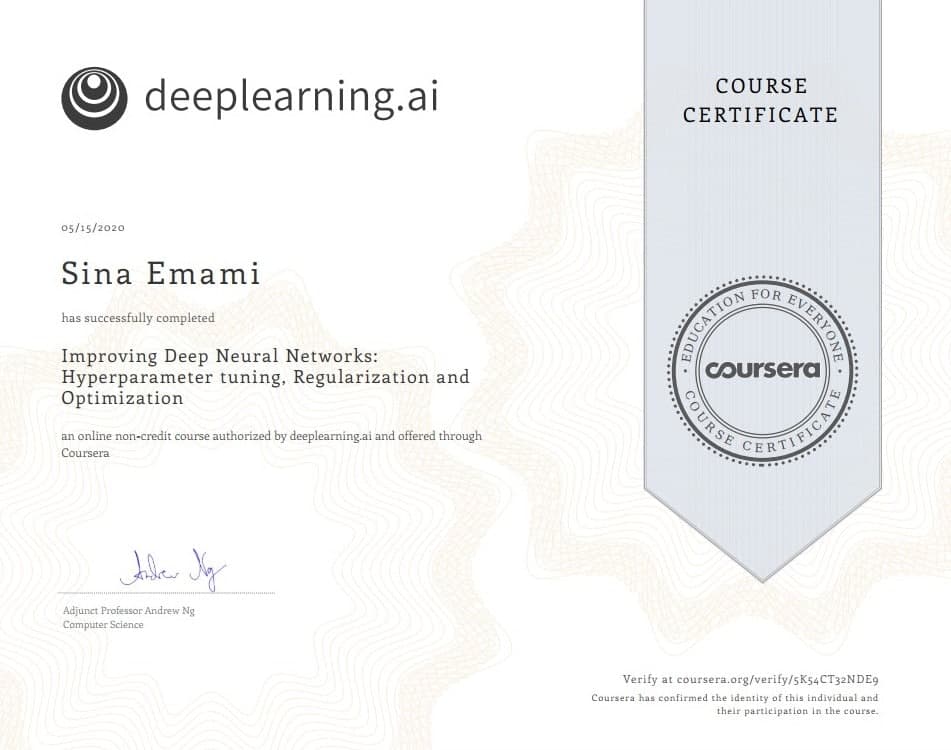 deeplearning.ai
COURSE
CERTIFICATE
05/15/2020
Sina Emami
has successfully completed
Improving Deep Neural Networks:
Hyperparameter tuning, Regularization and
Optimization
an online non-credit course authorized by deeplearning.ai and offered through
Coursera
EDUCATION FOR EVERYONE
coursera
COURSE CERTIFICATE
Andrew Ng
Adjunct Professor Andrew Ng
Computer Science
Verify at coursera.org/verify/5K54CT32NDE9
Coursera has confirmed the identity of this individual and
their participation in the course.